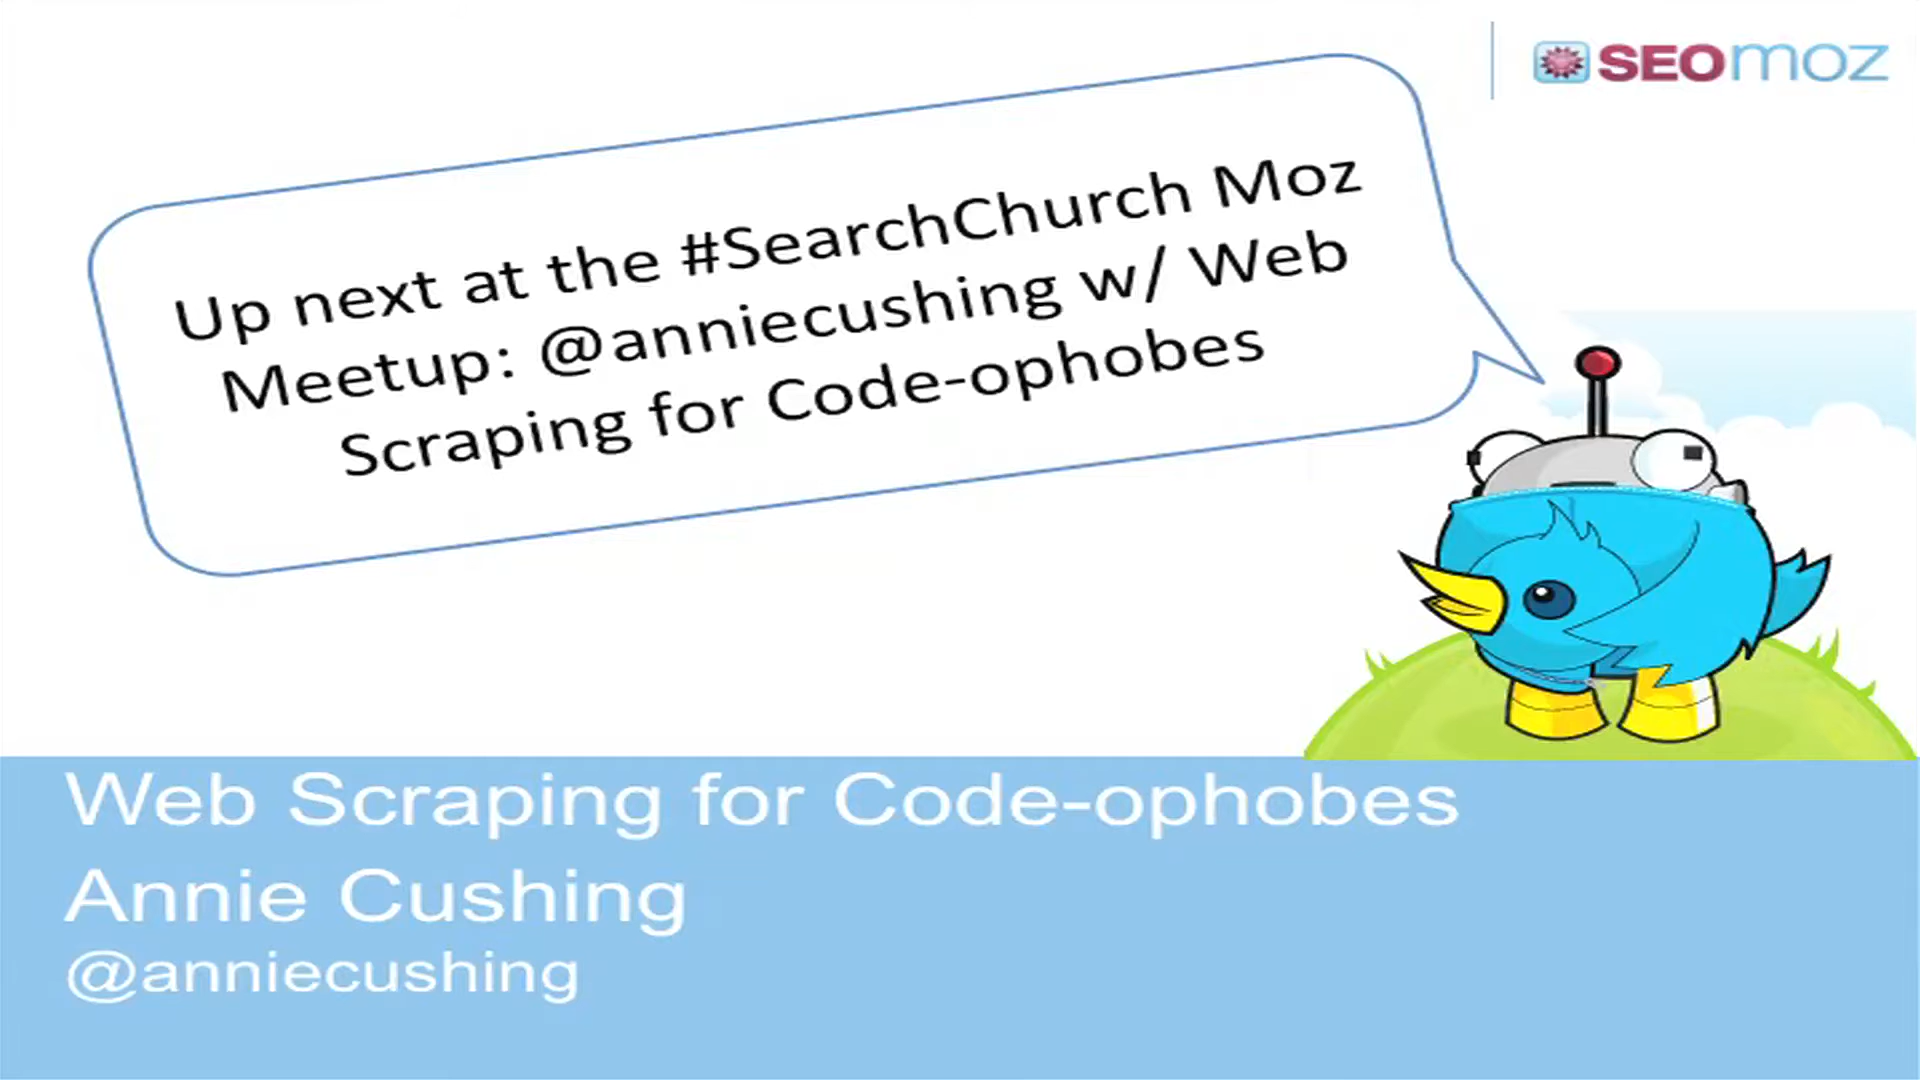 SEOmoz
Up next at the #SearchChurch Moz
Meetup: @anniecushing w/ Web
Scraping for Code-ophobes
Web Scraping for Code-ophobes
Annie Cushing
@anniecushing